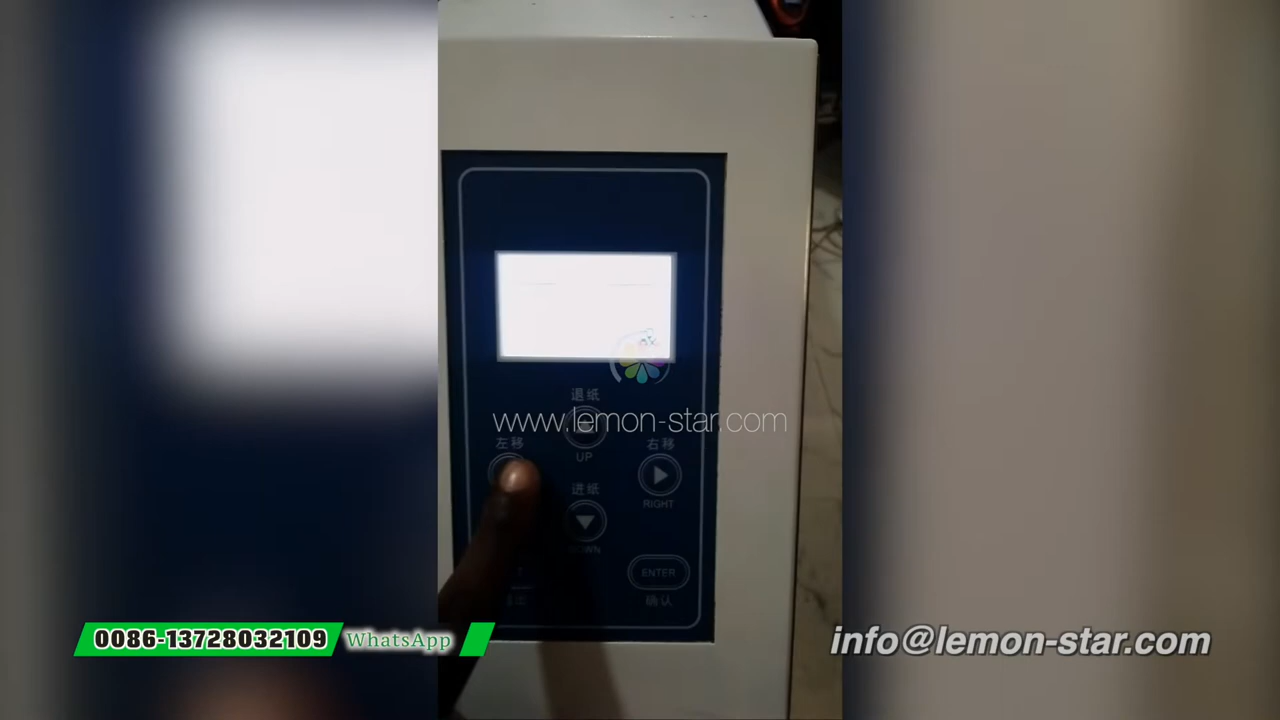 退纸
www.lemon-star.com
左移
右移
UP
进纸
RIGHT
DOWN
ENTER
确认
0086-13728032109
WhatsApp
info@lemon-star.com